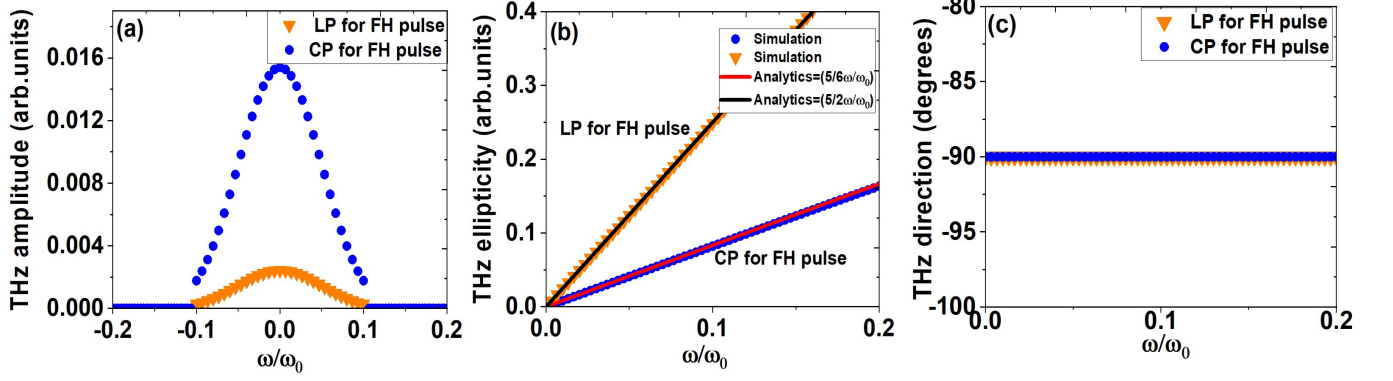 (a)
LP for FH pulse
CP for FH pulse
THz amplitude (arb.units)
0.016
0.012
0.008
0.004
0.000
-0.2 -0.1 0.0 0.1 0.2
ω/ω₀
(b)
Simulation
Simulation
Analytics=(5/6ω/ω₀)
Analytics=(5/2ω/ω₀)
LP for FH pulse
CP for FH pulse
THz ellipticity (arb.units)
0.4
0.3
0.2
0.1
0.0
0.0 0.1 0.2
ω/ω₀
(c)
LP for FH pulse
CP for FH pulse
THz direction (degrees)
-80
-85
-90
-95
-100
0.0 0.1 0.2
ω/ω₀